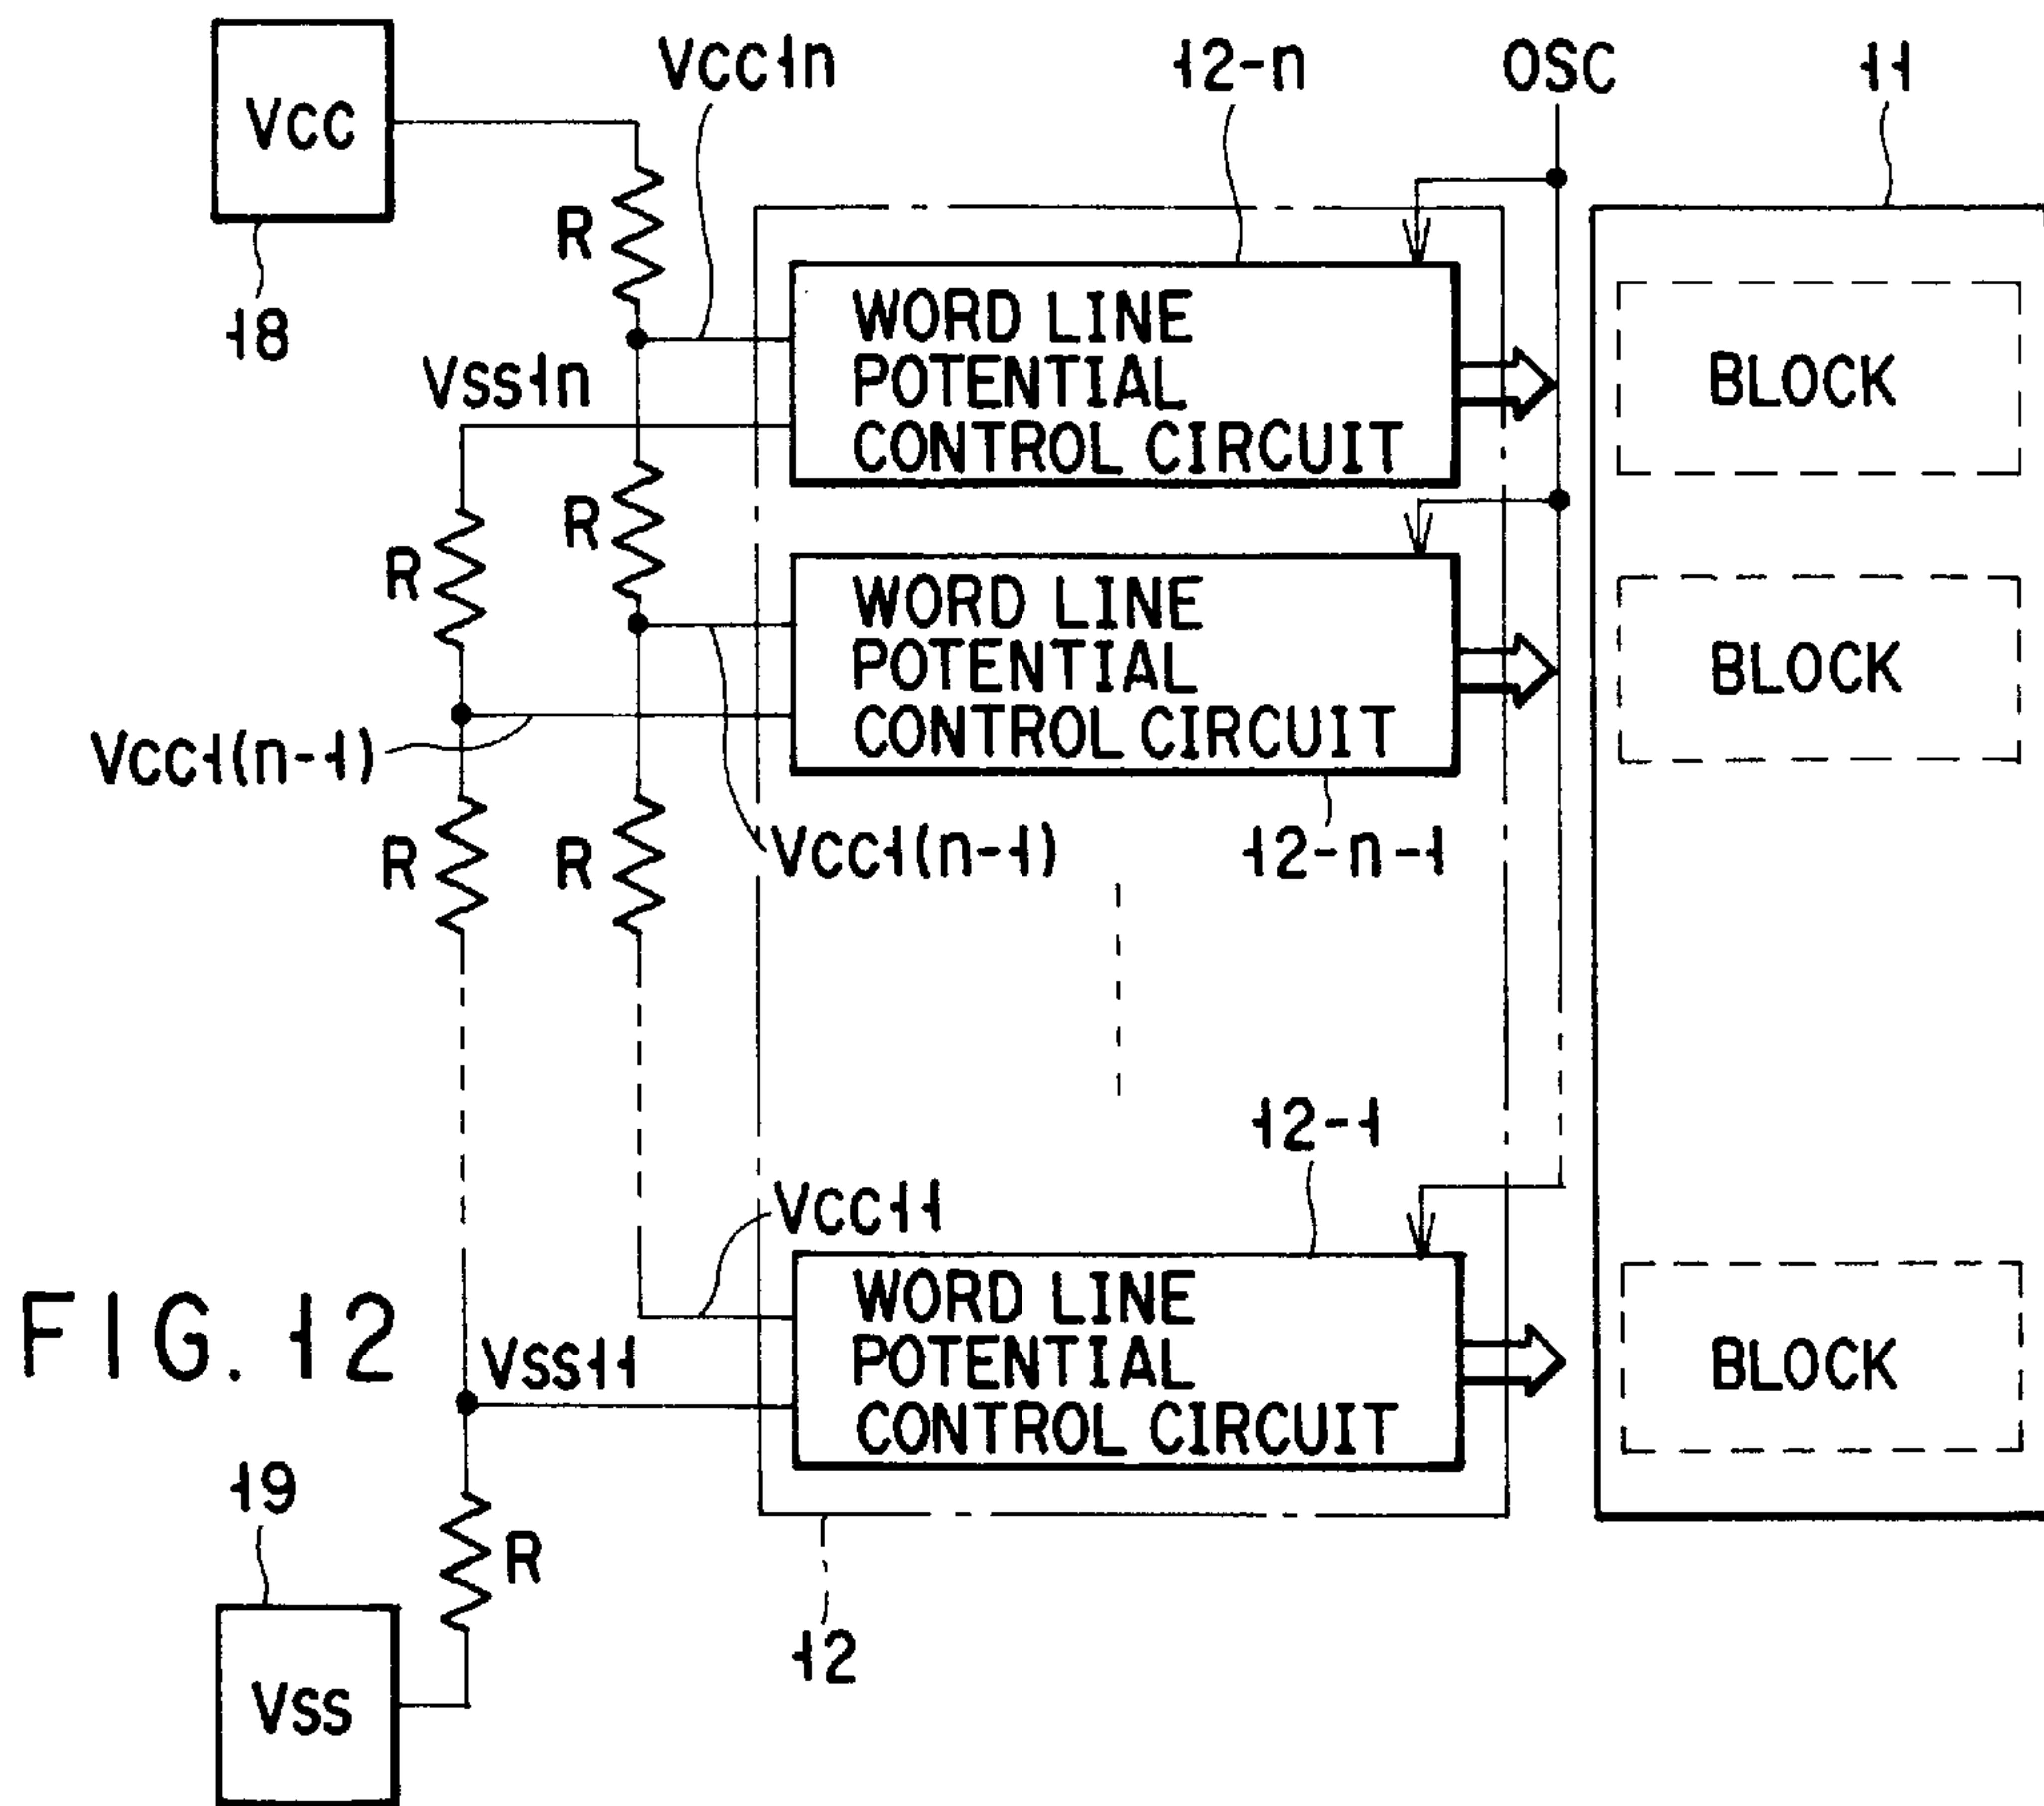 VCC
VCC1n
12-n
OSC
11
R
18
VSS1n
WORD LINE
POTENTIAL
CONTROL CIRCUIT
BLOCK
R
R
WORD LINE
POTENTIAL
CONTROL CIRCUIT
BLOCK
VCC1(n-1)
R
R
VCC1(n-1)
12-n-1
12-1
VCC11
FIG. 12
VSS11
WORD LINE
POTENTIAL
CONTROL CIRCUIT
BLOCK
19
R
12
VSS